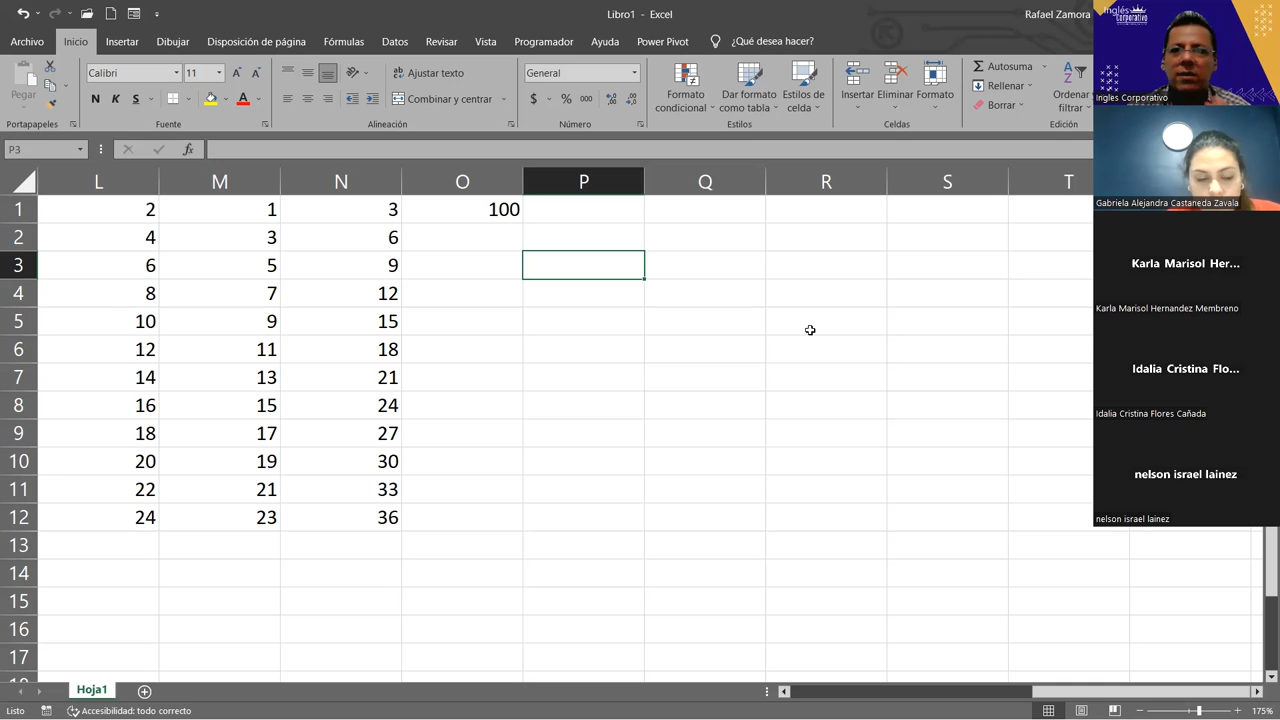 Libro1 - Excel
Rafael Zamora
Archivo Inicio Insertar Dibujar Disposición de página Fórmulas Datos Revisar Vista Programador Ayuda Power Pivot ¿Qué desea hacer?
Pegar
Calibri 11
N K S
Ajustar texto
Combinar y centrar
General
$ % 000
Formato condicional
Dar formato como tabla
Estilos de celda
Insertar Eliminar Formato
Autosuma
Rellenar
Borrar
Ordenar filtrar
Portapapeles Fuente Alineación Número Estilos Celdas Edición
P3 fx
L M N O P Q R S T
1 2 1 3 100
2 4 3 6
3 6 5 9
4 8 7 12
5 10 9 15
6 12 11 18
7 14 13 21
8 16 15 24
9 18 17 27
10 20 19 30
11 22 21 33
12 24 23 36
13
14
15
16
17
18
Hoja1
Listo
Accesibilidad: todo correcto
175%
Inglés Corporativo
Ingles Corporativo
Gabriela Alejandra Castaneda Zavala
Karla Marisol Her...
Karla Marisol Hernandez Membreno
Idalia Cristina Flo...
Idalia Cristina Flores Cañada
nelson israel lainez
nelson israel lainez